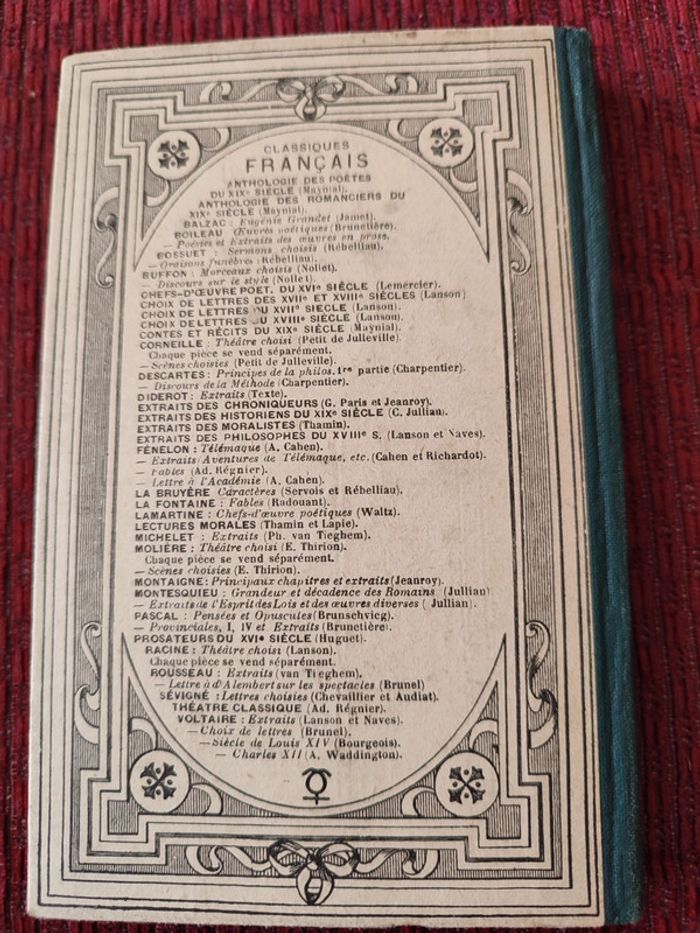 CLASSIQUES
FRANÇAIS
ANTHOLOGIE DES POÈTES
DU XIXe SIÈCLE (Maynial).
ANTHOLOGIE DES ROMANCIERS DU
XIXe SIÈCLE (Maynial).
BALZAC : Eugénie Grandet (Jamet).
BOILEAU Œuvres poétiques (Brunetière).
— Poésies et Extraits des œuvres en prose.
BOSSUET : Sermons choisis (Rébelliau).
— Oraisons funèbres (Rébelliau).
BUFFON : Morceaux choisis (Nollet).
— Discours sur le style (Nollet).
CHEFS-D'ŒUVRE POÉT. DU XVIe SIÈCLE (Lemercier).
CHOIX DE LETTRES DES XVIIe ET XVIIIe SIÈCLES (Lanson)
CHOIX DE LETTRES DU XVIIe SIÈCLE (Lanson).
CHOIX DE LETTRES DU XVIIIe SIÈCLE (Lanson).
CONTES ET RÉCITS DU XIXe SIÈCLE (Maynial).
CORNEILLE : Théâtre choisi (Petit de Julleville).
Chaque pièce se vend séparément.
— Scènes choisies (Petit de Julleville).
DESCARTES : Principes de la philos. 1re partie (Charpentier).
— Discours de la Méthode (Charpentier).
DIDEROT : Extraits (Texte).
EXTRAITS DES CHRONIQUEURS (G. Paris et Jeanroy).
EXTRAITS DES HISTORIENS DU XIXe SIÈCLE (C. Jullian).
EXTRAITS DES MORALISTES (Thamin).
EXTRAITS DES PHILOSOPHES DU XVIIIe S. (Lanson et Naves).
FÉNELON : Télémaque (A. Cahen).
— Extraits Aventures de Télémaque, etc. (Cahen et Richardot).
— Fables (Ad. Régnier).
— Lettre à l'Académie (A. Cahen).
LA BRUYÈRE Caractères (Servois et Rébelliau).
LA FONTAINE : Fables (Radouant).
LAMARTINE : Chefs-d'œuvre poétiques (Waltz).
LECTURES MORALES (Thamin et Lapie).
MICHELET : Extraits (Ph. van Tieghem).
MOLIÈRE : Théâtre choisi (E. Thirion).
Chaque pièce se vend séparément.
— Scènes choisies (E. Thirion).
MONTAIGNE : Principaux chapitres et extraits (Jeanroy).
MONTESQUIEU : Grandeur et décadence des Romains (Jullian
— Extraits de l'Esprit des Lois et des œuvres diverses ( Jullian).
PASCAL : Pensées et Opuscules (Brunschvicg).
— Provinciales, I, IV et Extraits (Brunetière).
PROSATEURS DU XVIe SIÈCLE (Huguet).
RACINE : Théâtre choisi (Lanson).
Chaque pièce se vend séparément.
ROUSSEAU : Extraits (van Tieghem).
— Lettre à d'Alembert sur les spectacles (Brunel)
SÉVIGNÉ : Lettres choisies (Chevaillier et Audiat).
THÉATRE CLASSIQUE (Ad. Régnier).
VOLTAIRE : Extraits (Lanson et Naves).
— Choix de lettres (Brunel).
— Siècle de Louis XIV (Bourgeois).
— Charles XII (A. Waddington).